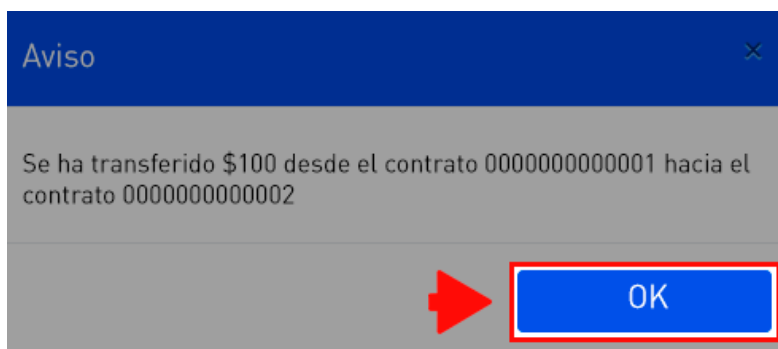 Aviso
Se ha transferido $100 desde el contrato 0000000000001 hacia el
contrato 0000000000002
OK